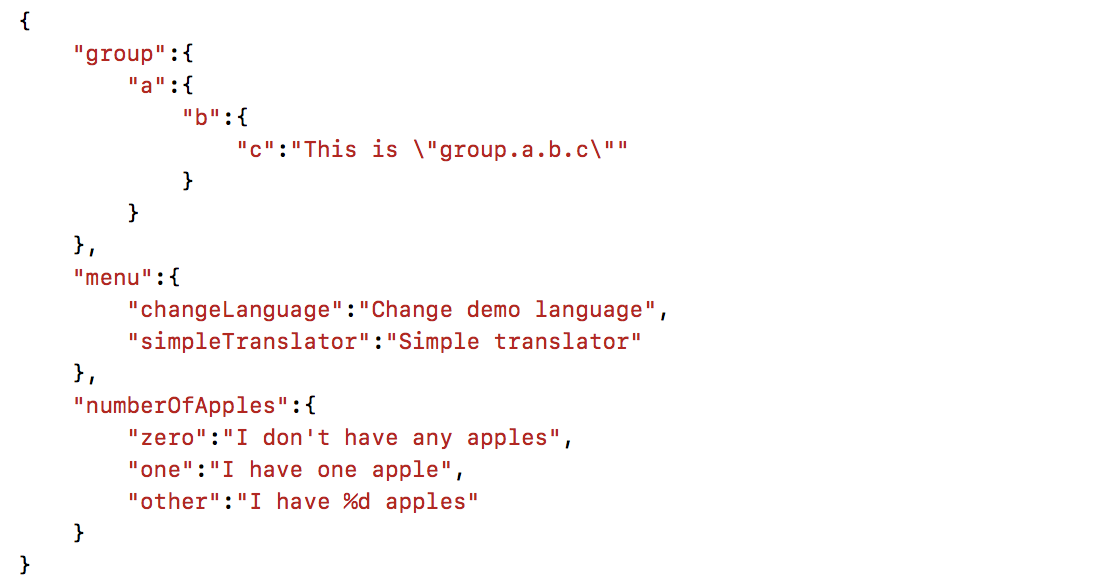 {
    "group":{
        "a":{
            "b":{
                "c":"This is \"group.a.b.c\""
            }
        }
    },
    "menu":{
        "changeLanguage":"Change demo language",
        "simpleTranslator":"Simple translator"
    },
    "numberOfApples":{
        "zero":"I don't have any apples",
        "one":"I have one apple",
        "other":"I have %d apples"
    }
}